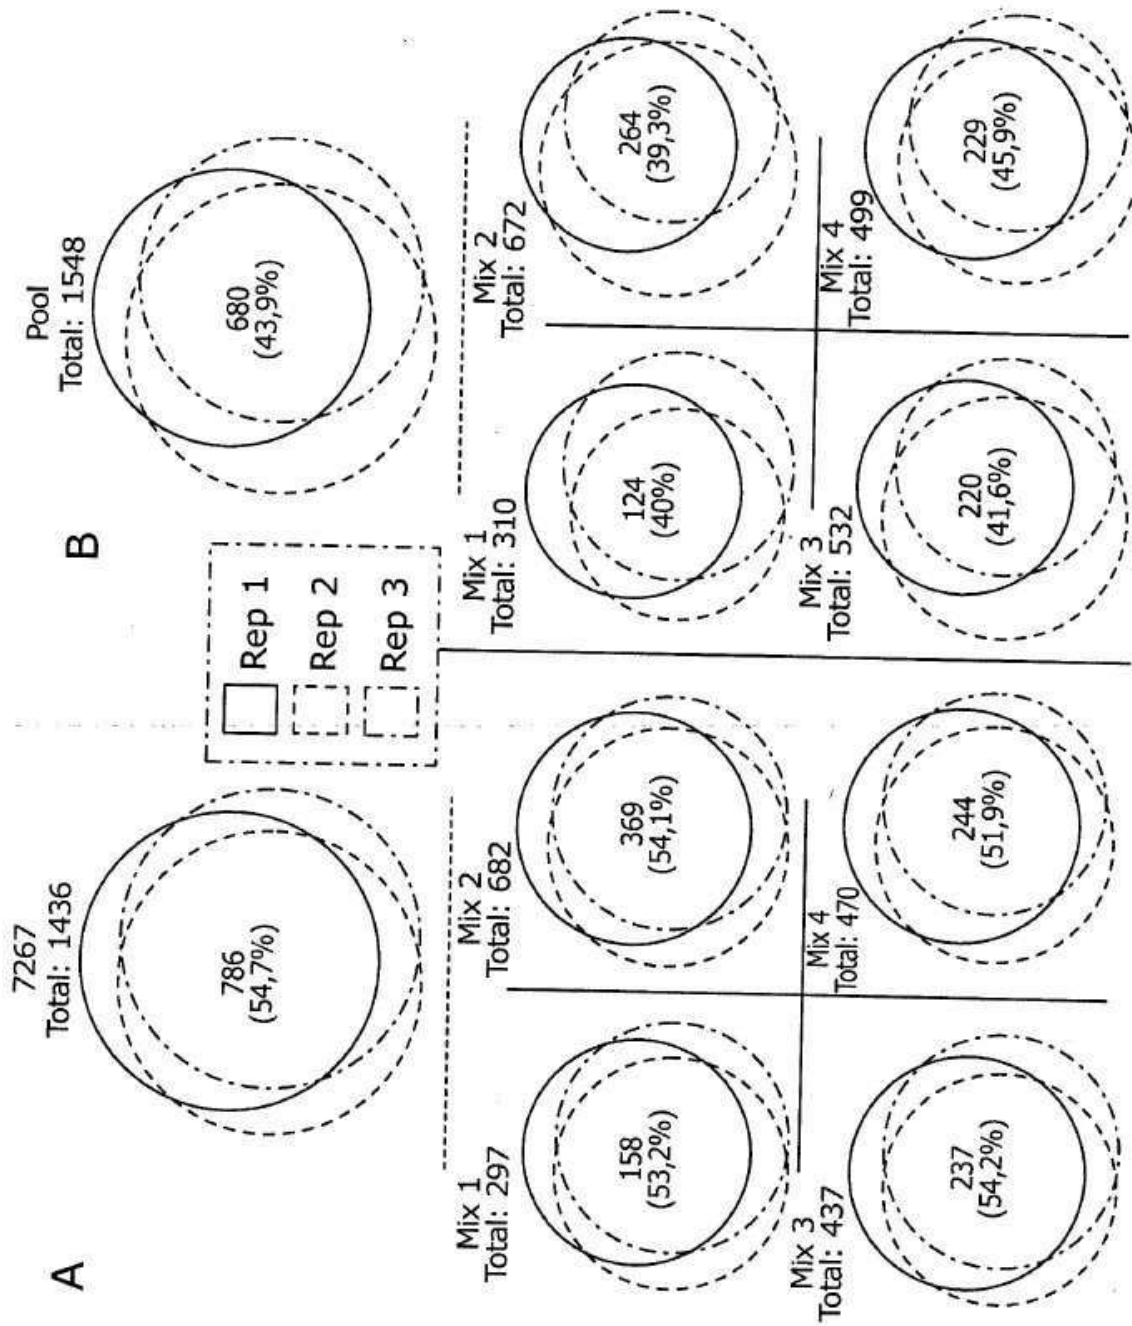 A
7267
Total: 1436
786
(54,7%)
Mix 1
Total: 297
158
(53,2%)
Mix 2
Total: 682
369
(54,1%)
Mix 3
Total: 437
237
(54,2%)
Mix 4
Total: 470
244
(51,9%)
Rep 1
Rep 2
Rep 3
B
Pool
Total: 1548
680
(43,9%)
Mix 1
Total: 310
124
(40%)
Mix 2
Total: 672
264
(39,3%)
Mix 3
Total: 532
220
(41,6%)
Mix 4
Total: 499
229
(45,9%)